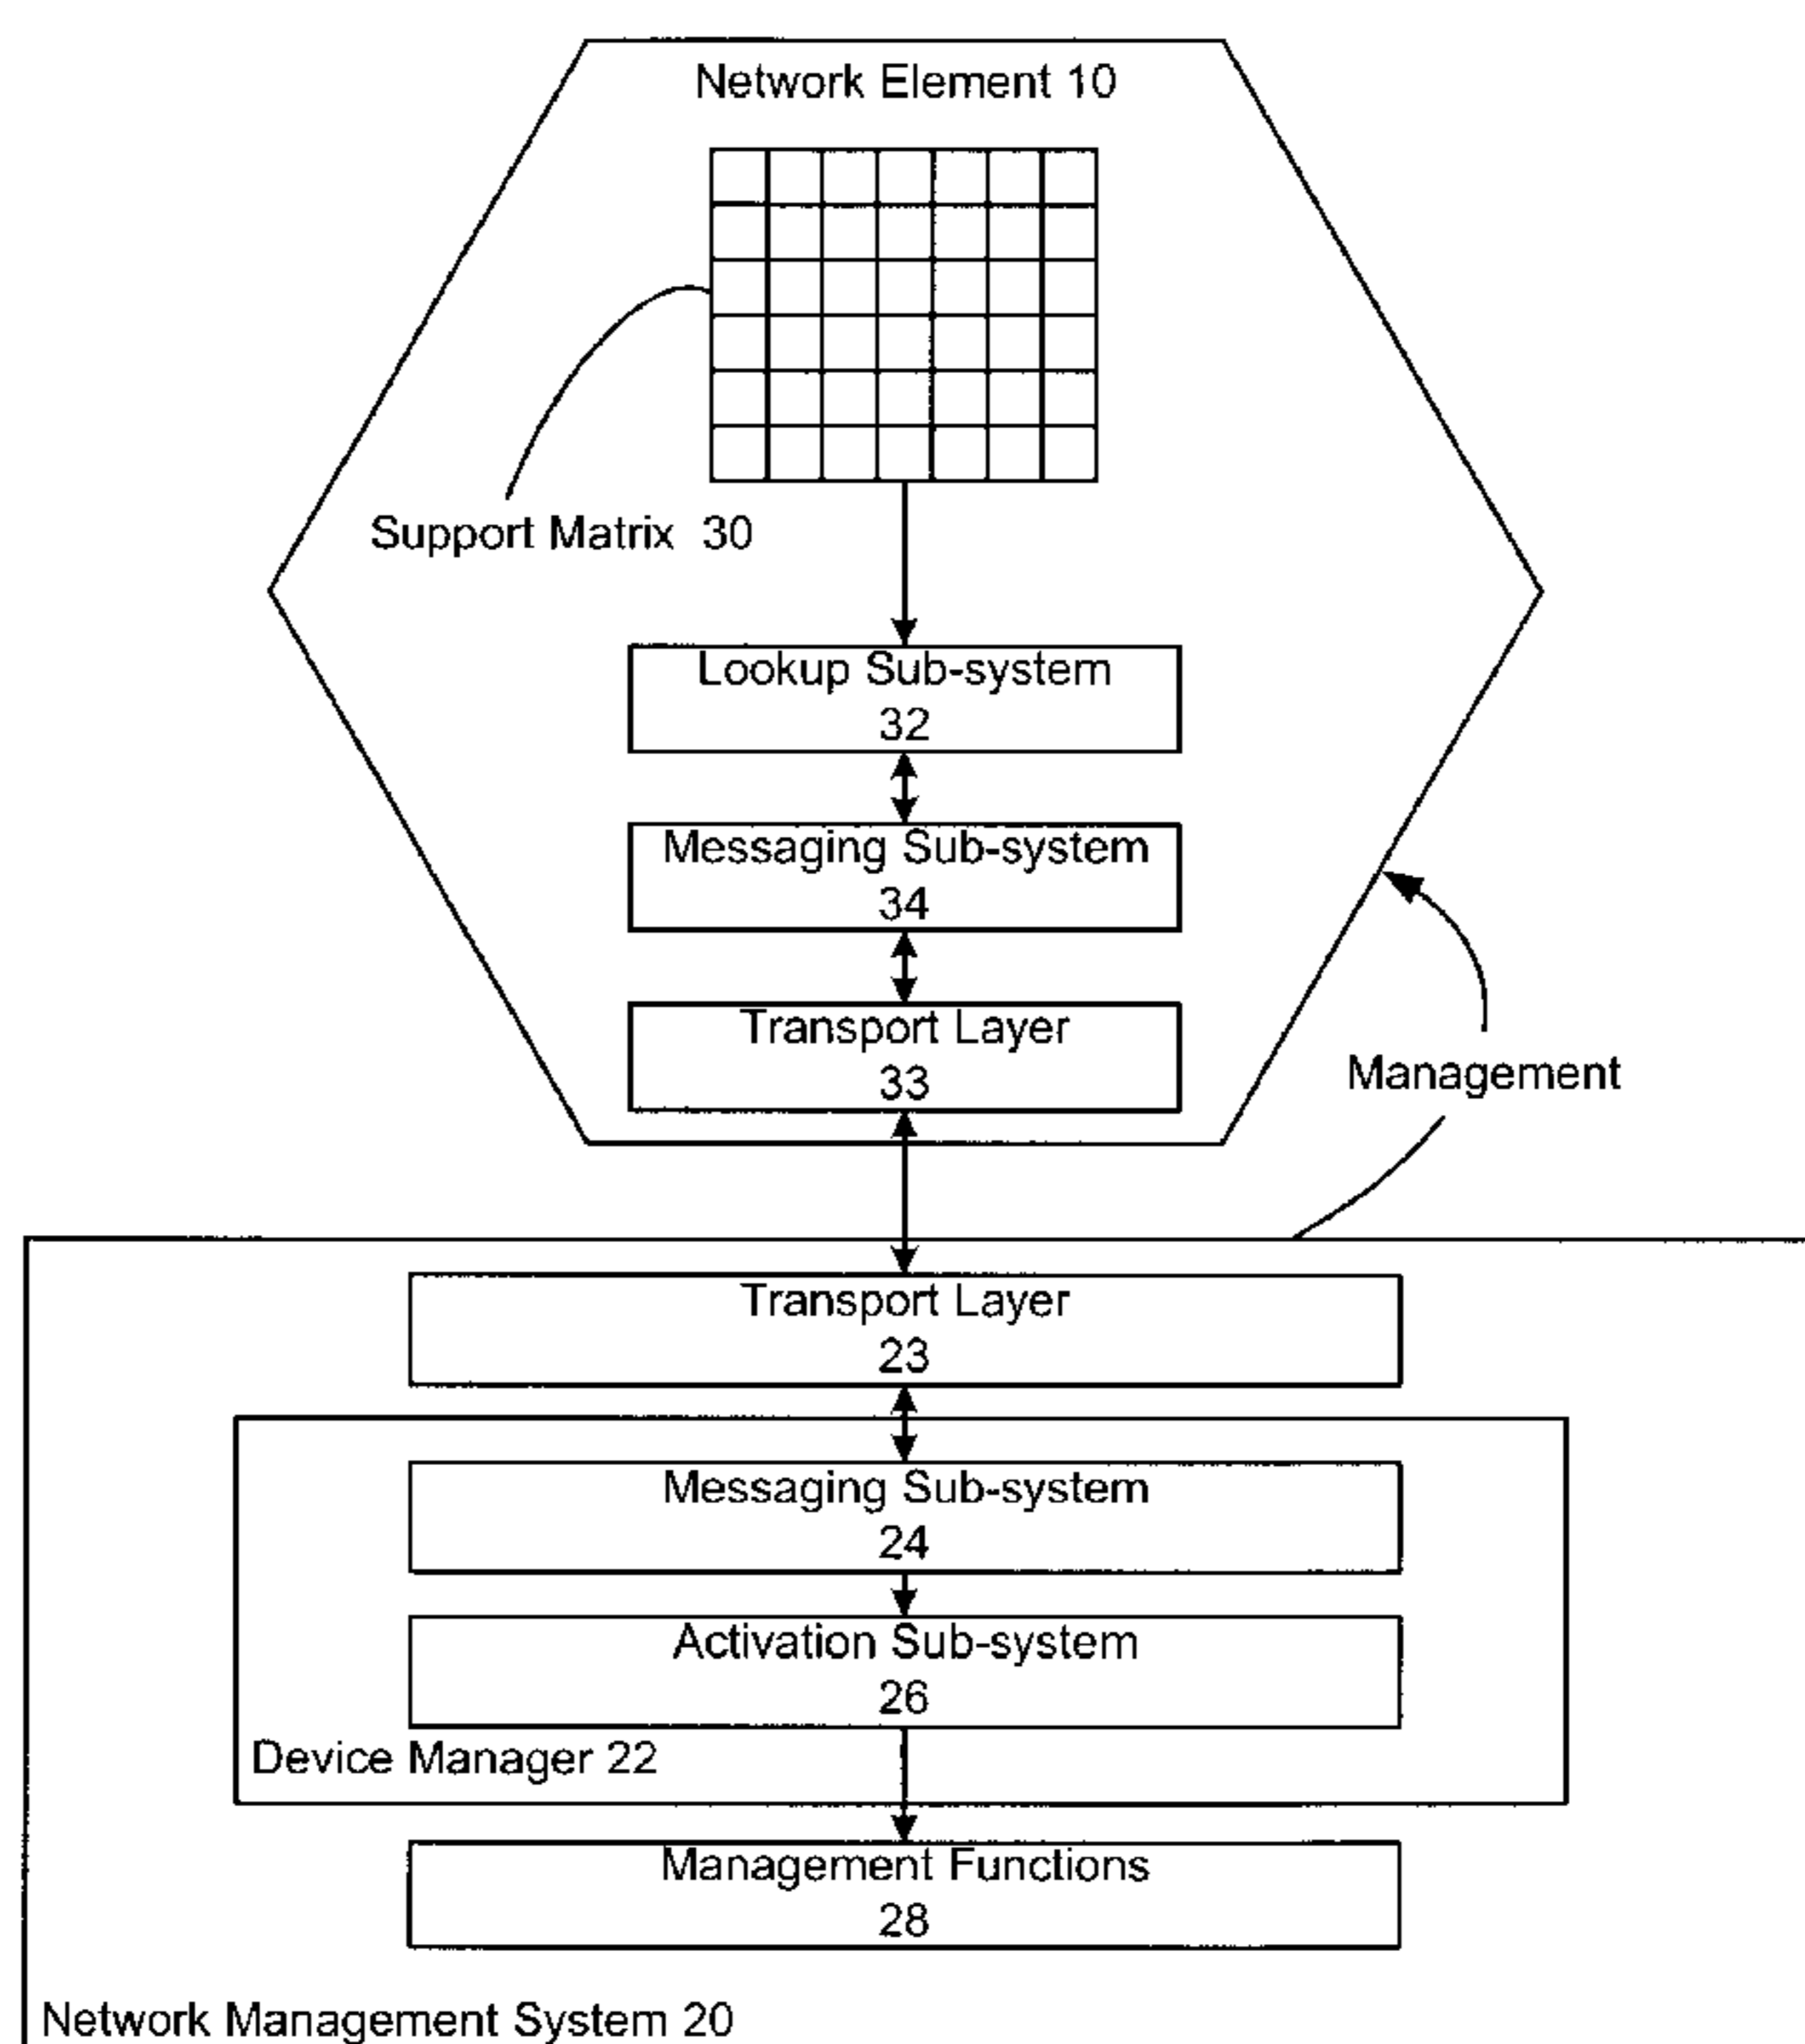 Network Element 10
Support Matrix 30
Lookup Sub-system
32
Messaging Sub-system
34
Transport Layer
33
Management
Transport Layer
23
Messaging Sub-system
24
Activation Sub-system
26
Device Manager 22
Management Functions
28
Network Management System 20